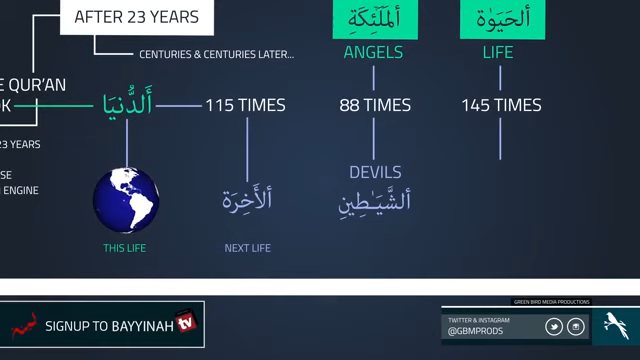 AFTER 23 YEARS
CENTURIES & CENTURIES LATER...
ٱلْمَلَٰٓئِكَةِ
ٱلْحَيَوٰةَ
ANGELS
LIFE
E QUR’AN
OK
ٱلدُّنْيَا
115 TIMES
88 TIMES
145 TIMES
23 YEARS
SE
ENGINE
DEVILS
ٱلْأَخِرَة
ٱلشَّيَٰطِينِ
THIS LIFE
NEXT LIFE
SIGNUP TO BAYYINAH tv
GREEN BIRD MEDIA PRODUCTIONS
TWITTER & INSTAGRAM
@GBMPRODS